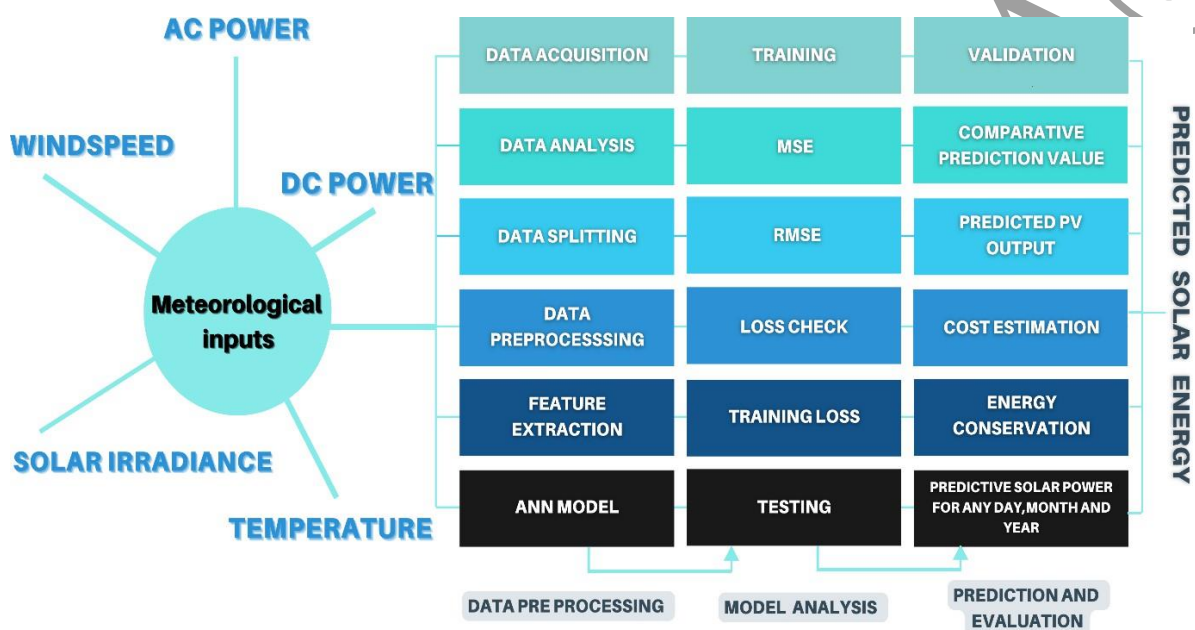 AC POWER
WINDSPEED
DC POWER
Meteorological
inputs
SOLAR IRRADIANCE
TEMPERATURE
DATA ACQUISITION
TRAINING
VALIDATION
DATA ANALYSIS
MSE
COMPARATIVE
PREDICTION VALUE
DATA SPLITTING
RMSE
PREDICTED PV
OUTPUT
DATA
PREPROCESSSING
LOSS CHECK
COST ESTIMATION
FEATURE
EXTRACTION
TRAINING LOSS
ENERGY
CONSERVATION
ANN MODEL
TESTING
PREDICTIVE SOLAR POWER
FOR ANY DAY,MONTH AND
YEAR
DATA PRE PROCESSING
MODEL ANALYSIS
PREDICTION AND
EVALUATION
PREDICTED SOLAR ENERGY